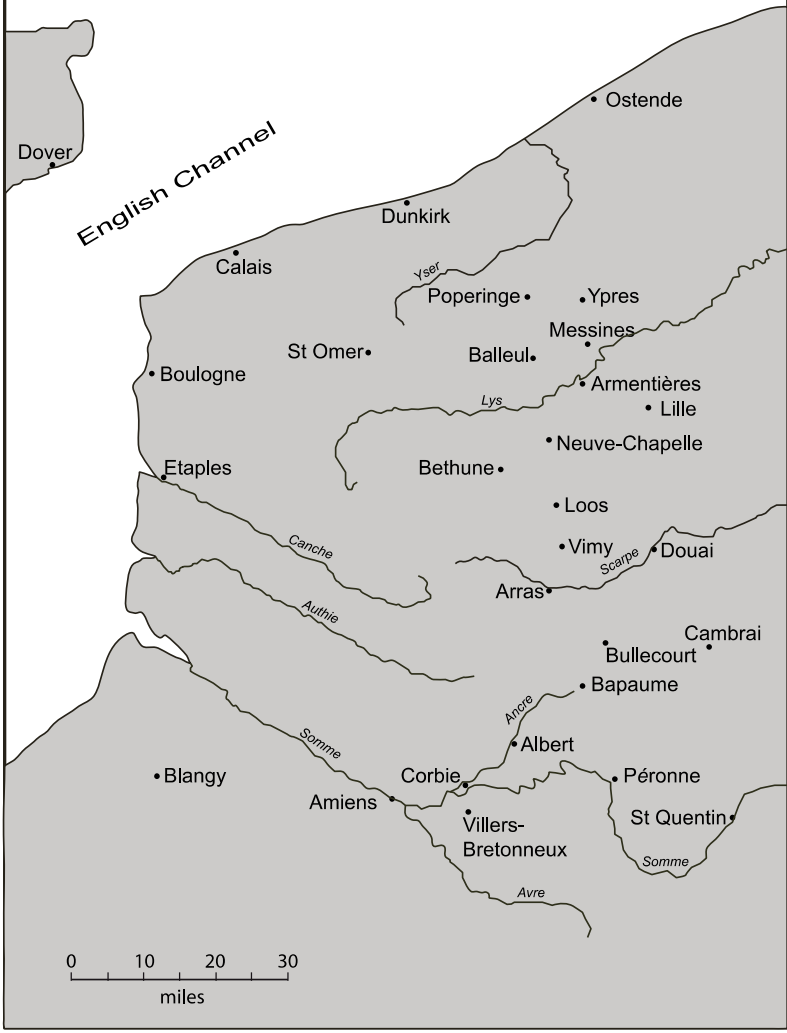 Ostende
Dover
English Channel
Dunkirk
Calais
Yser
Poperinge
Ypres
Messines
St Omer
Balleul
Boulogne
Armentières
Lys
Lille
Neuve-Chapelle
Etaples
Bethune
Loos
Canche
Vimy
Scarpe
Douai
Arras
Authie
Cambrai
Bullecourt
Bapaume
Ancre
Somme
Albert
Blangy
Corbie
Péronne
Amiens
St Quentin
Villers-
Bretonneux
Somme
Avre
0 10 20 30
miles